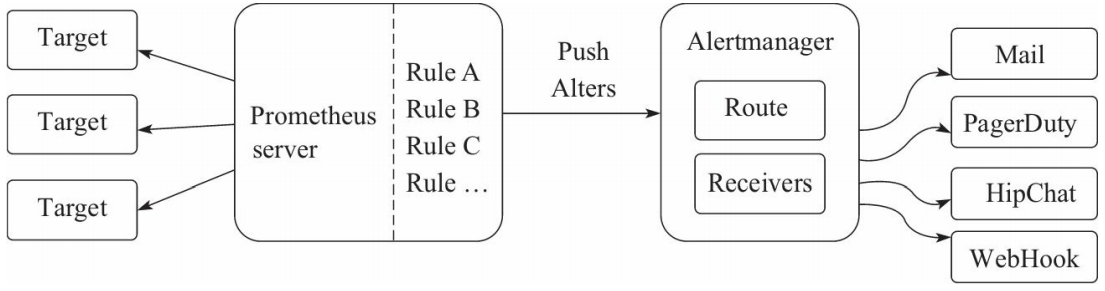 Target
Target
Target
Prometheus
server
Rule A
Rule B
Rule C
Rule …
Push
Alters
Alertmanager
Route
Receivers
Mail
PagerDuty
HipChat
WebHook